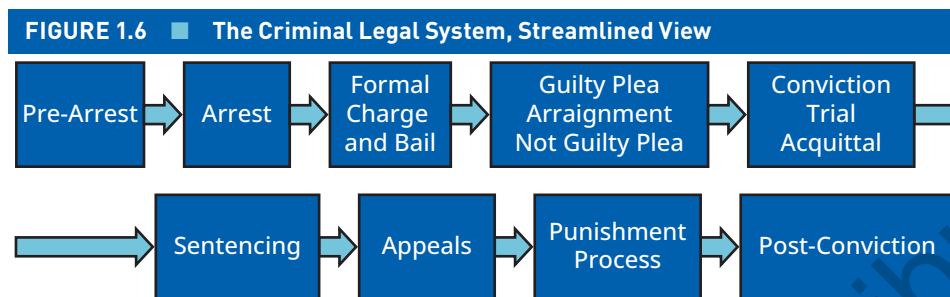 FIGURE 1.6 ■ The Criminal Legal System, Streamlined View
Pre-Arrest
Arrest
Formal
Charge
and Bail
Guilty Plea
Arraignment
Not Guilty Plea
Conviction
Trial
Acquittal
Sentencing
Appeals
Punishment
Process
Post-Conviction